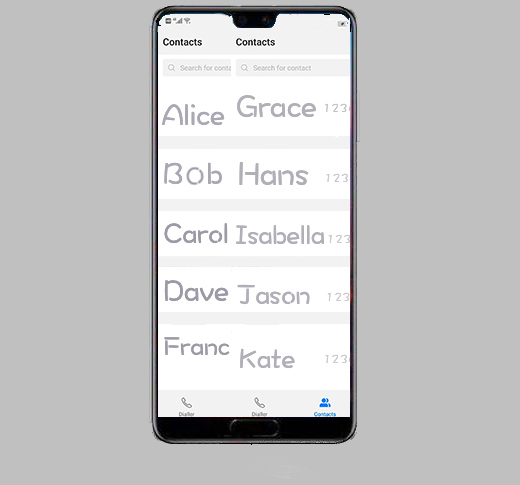 Contacts Contacts
Search for conta Search for contact
Alice Grace 123
Bob Hans 123
Carol Isabella 123
Dave Jason 123
Franc Kate 123
Dialler Dialler Contacts